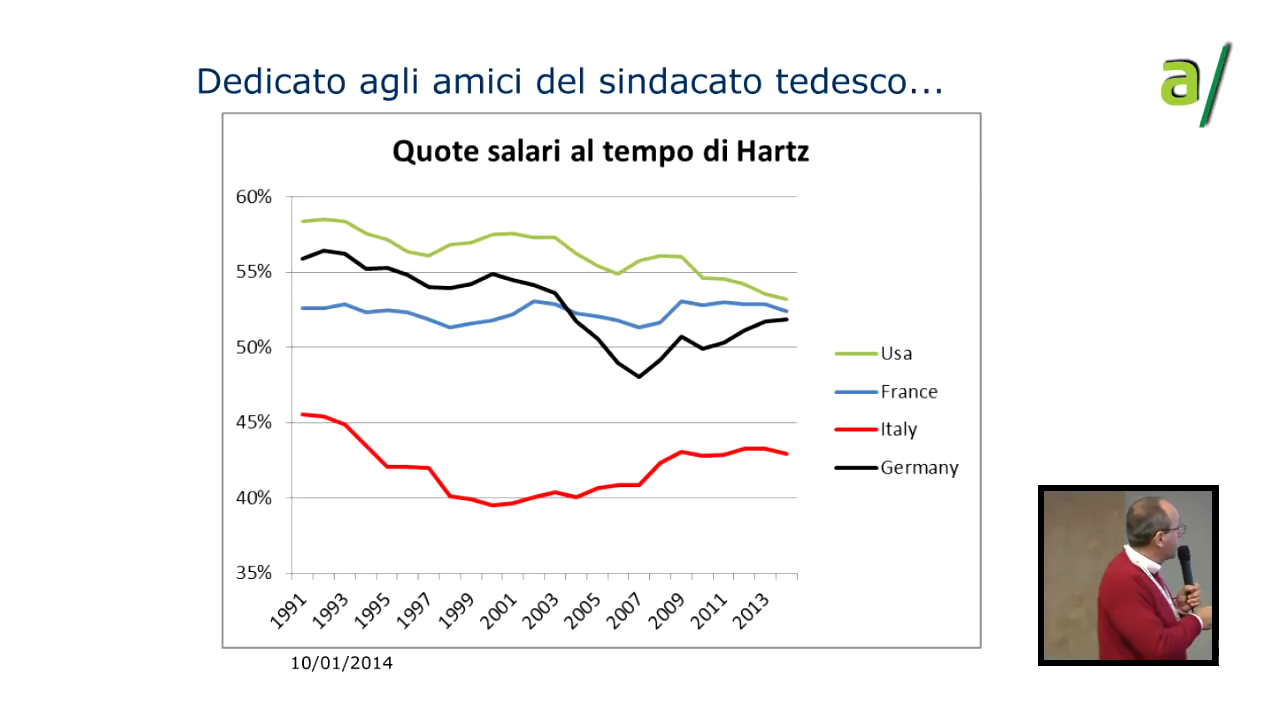 Dedicato agli amici del sindacato tedesco...
a/
Quote salari al tempo di Hartz
60%
55%
50%
45%
40%
35%
1991
1993
1995
1997
1999
2001
2003
2005
2007
2009
2011
2013
Usa
France
Italy
Germany
10/01/2014